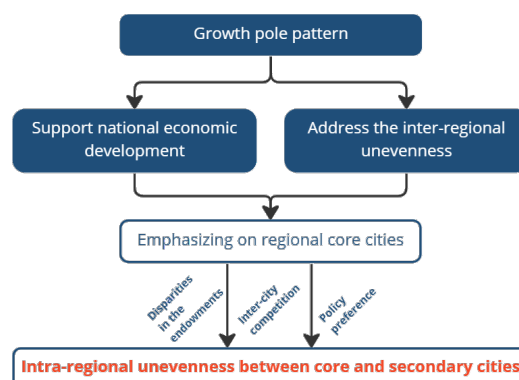 Growth pole pattern
Support national economic
development
Address the inter-regional
unevenness
Emphasizing on regional core cities
Disparities
in the
endowments
Inter-city
competition
Policy
preference
Intra-regional unevenness between core and secondary cities